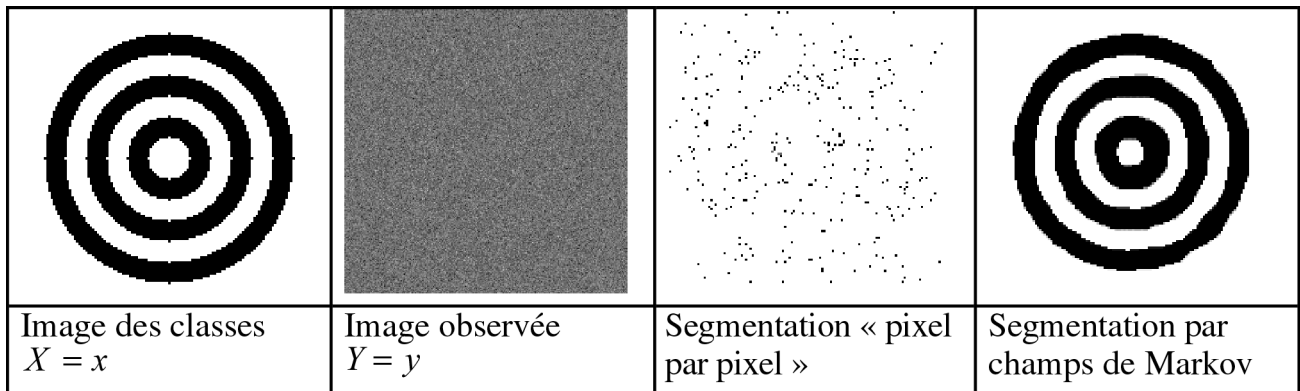 Image des classes
X = x
Image observée
Y = y
Segmentation « pixel
par pixel »
Segmentation par
champs de Markov